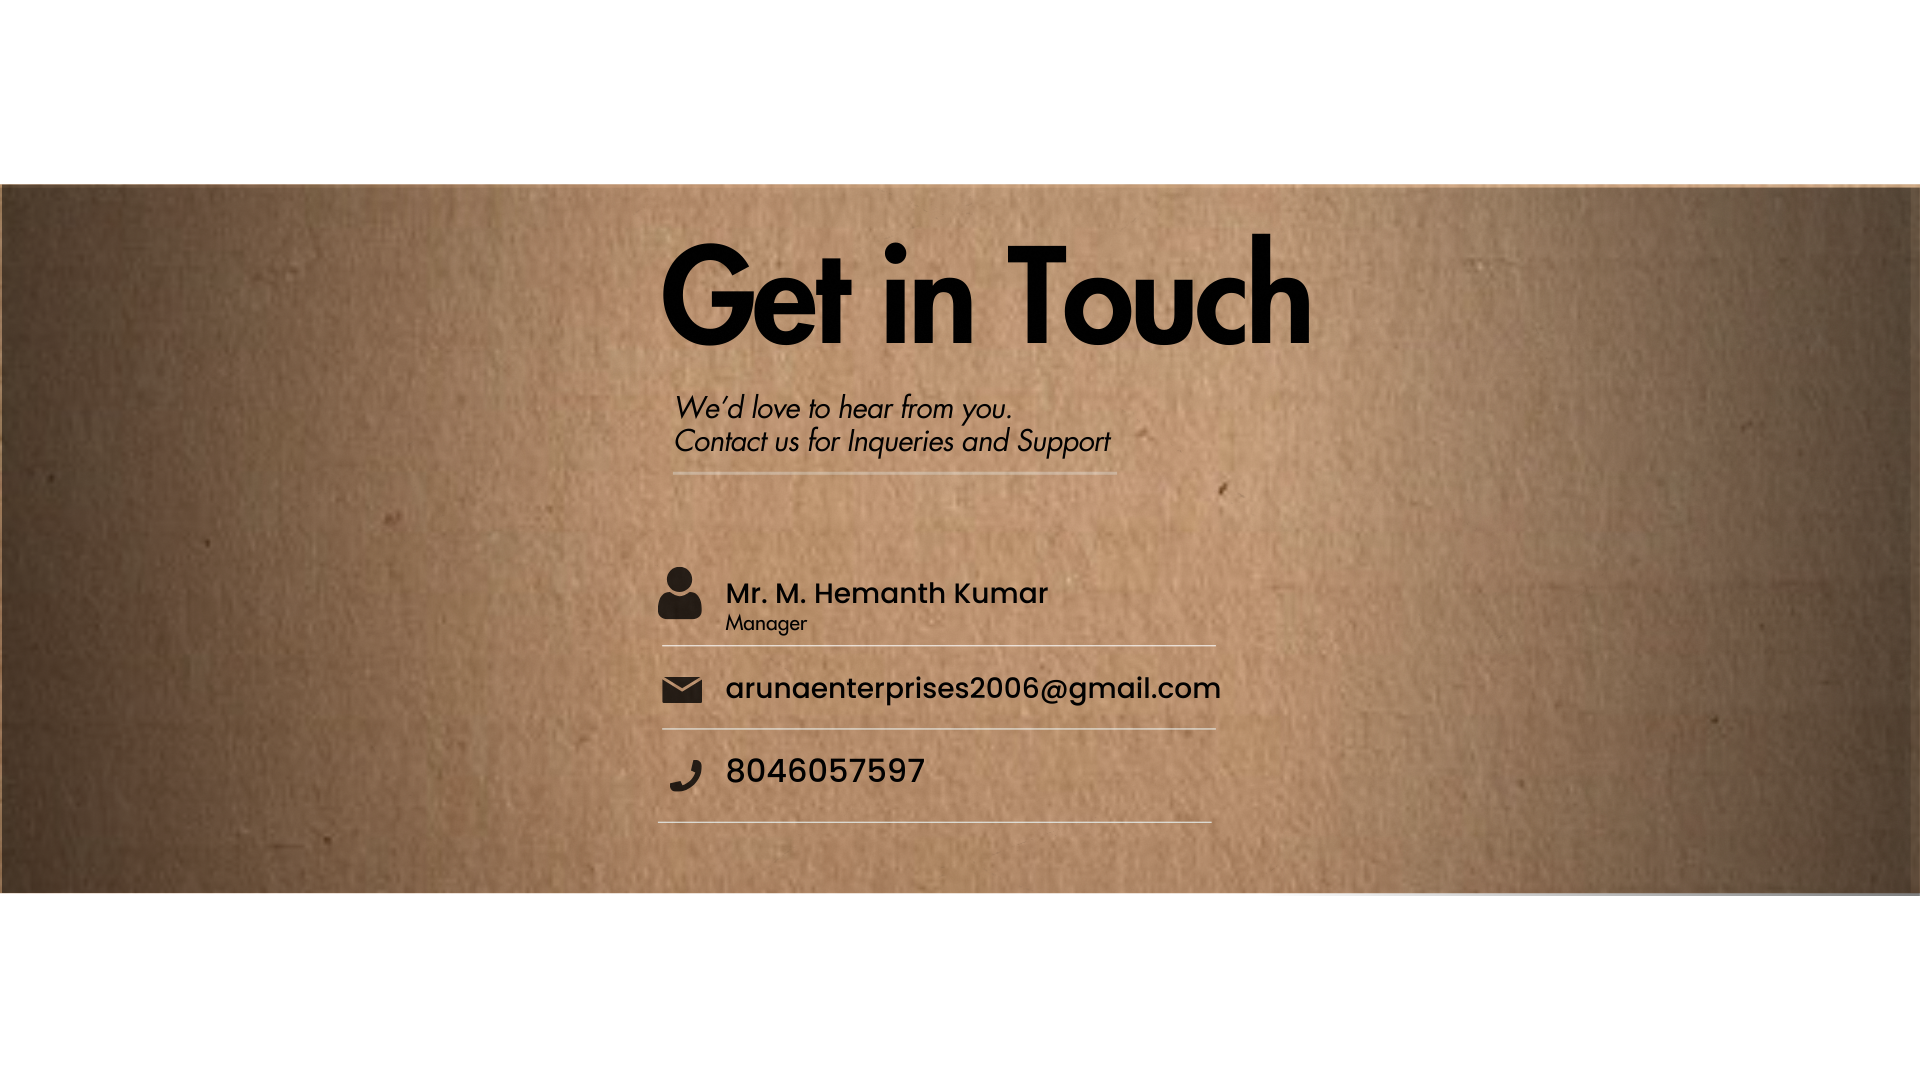 Get in Touch
We’d love to hear from you.
Contact us for Inqueries and Support
Mr. M. Hemanth Kumar
Manager
arunaenterprises2006@gmail.com
8046057597